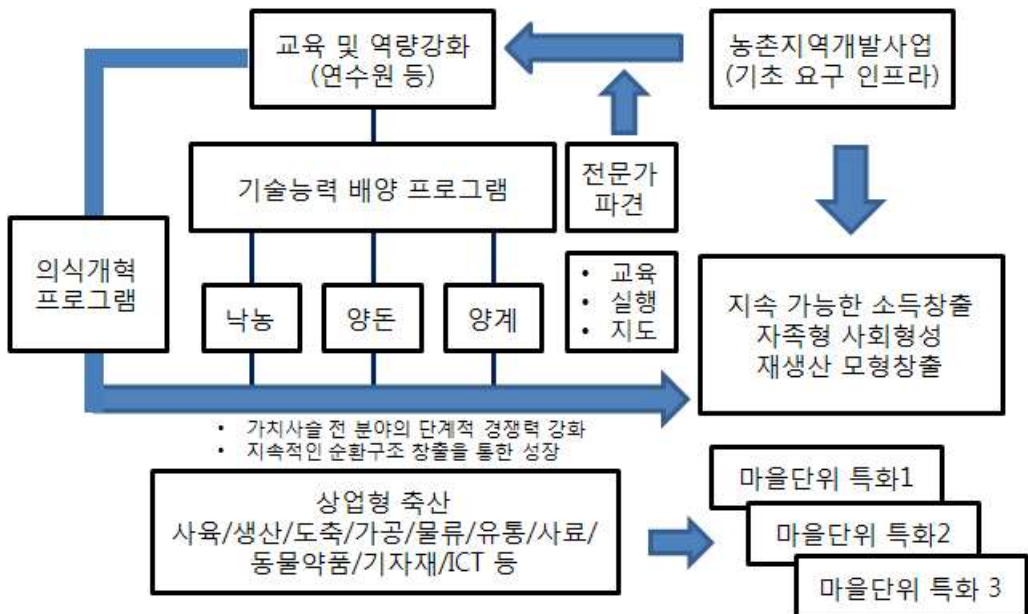 교육 및 역량강화
(연수원 등)
농촌지역개발사업
(기초 요구 인프라)
기술능력 배양 프로그램
전문가
파견
의식개혁
프로그램
낙농
양돈
양계
• 교육
• 실행
• 지도
지속 가능한 소득창출
자족형 사회형성
재생산 모형창출
• 가치사슬 전 분야의 단계적 경쟁력 강화
• 지속적인 순환구조 창출을 통한 성장
상업형 축산
사육/생산/도축/가공/물류/유통/사료/
동물약품/기자재/ICT 등
마을단위 특화1
마을단위 특화2
마을단위 특화 3